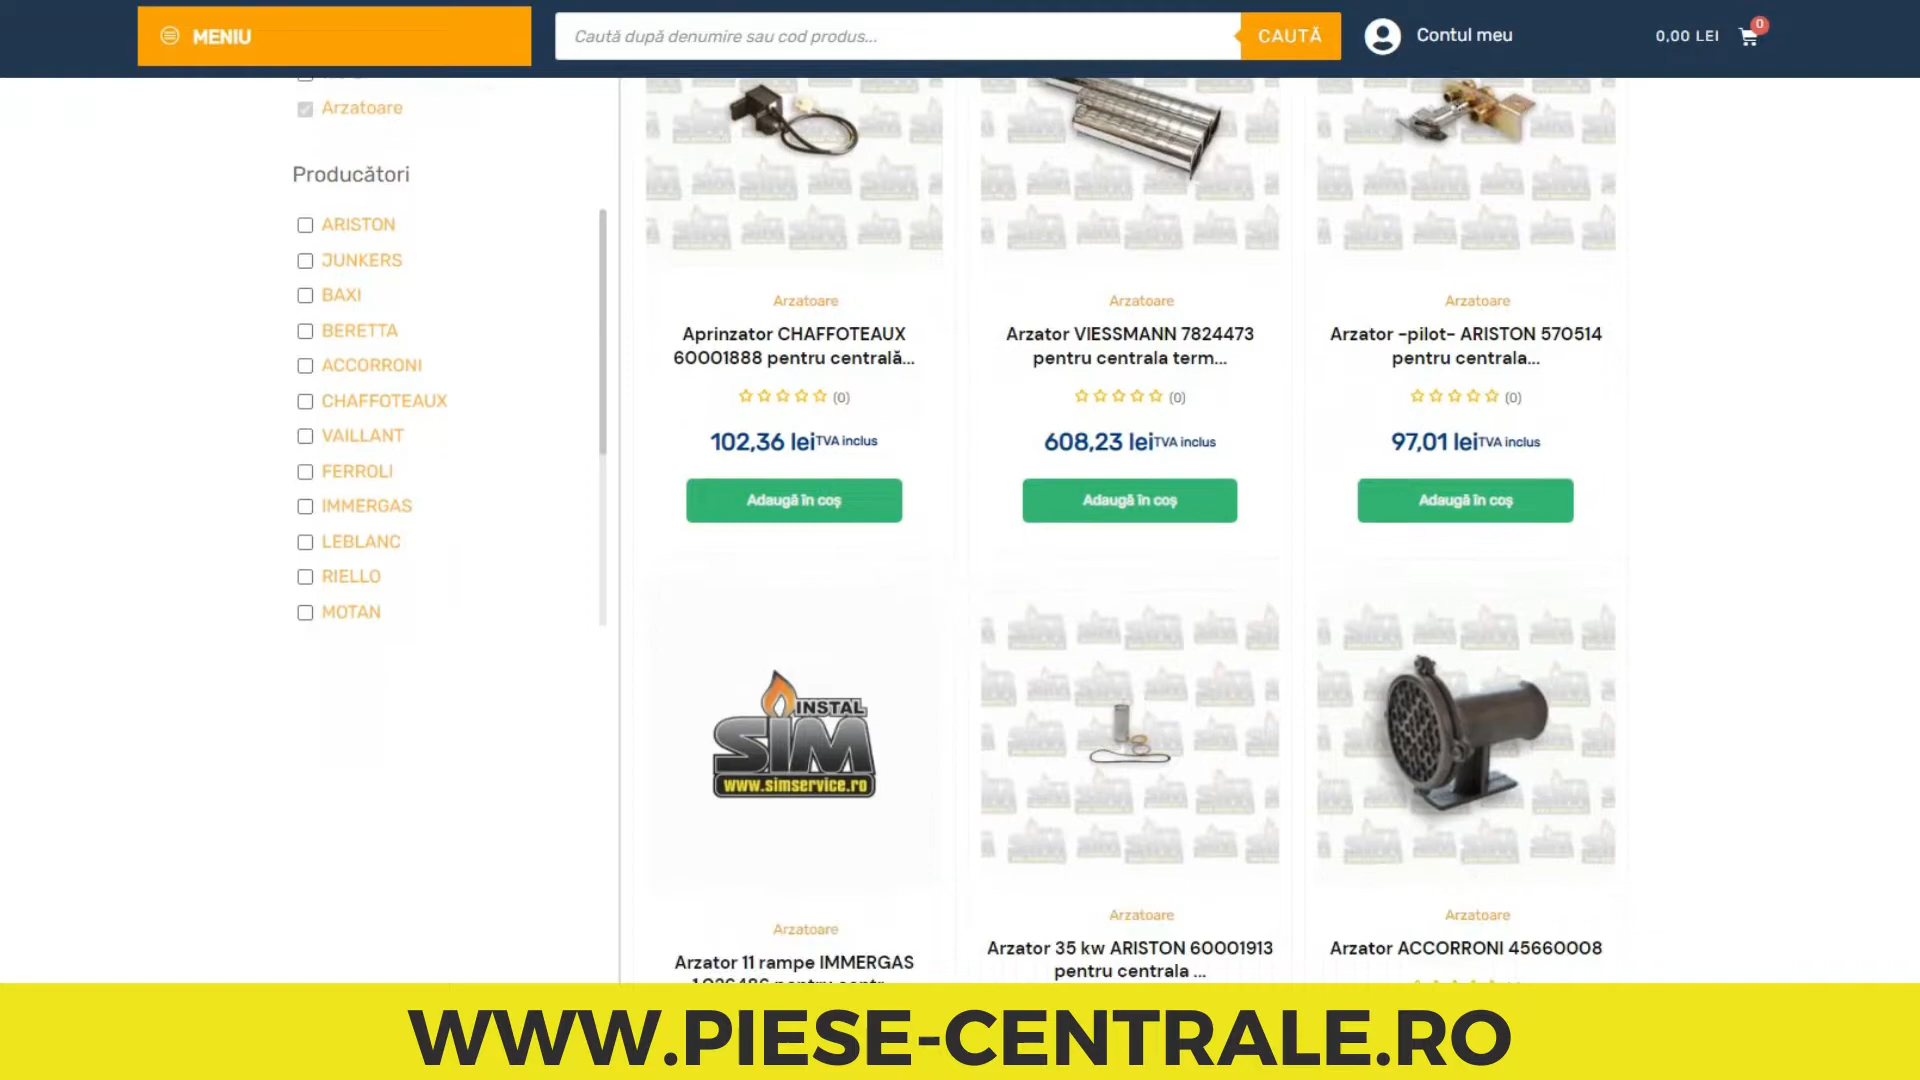 MENIU
Caută după denumire sau cod produs...
CAUTĂ
Contul meu
0,00 LEI
0
Arzatoare
Producători
ARISTON
JUNKERS
BAXI
BERETTA
ACCORRONI
CHAFFOTEAUX
VAILLANT
FERROLI
IMMERGAS
LEBLANC
RIELLO
MOTAN
Arzatoare
Aprinzator CHAFFOTEAUX
60001888 pentru centrală...
(0)
102,36 lei TVA inclus
Adaugă în coș
Arzatoare
Arzator VIESSMANN 7824473
pentru centrala term...
(0)
608,23 lei TVA inclus
Adaugă în coș
Arzatoare
Arzator -pilot- ARISTON 570514
pentru centrala...
(0)
97,01 lei TVA inclus
Adaugă în coș
INSTAL
SIM
www.simservice.ro
Arzatoare
Arzator 11 rampe IMMERGAS
Arzatoare
Arzator 35 kw ARISTON 60001913
pentru centrala ...
Arzatoare
Arzator ACCORRONI 45660008
WWW.PIESE-CENTRALE.RO